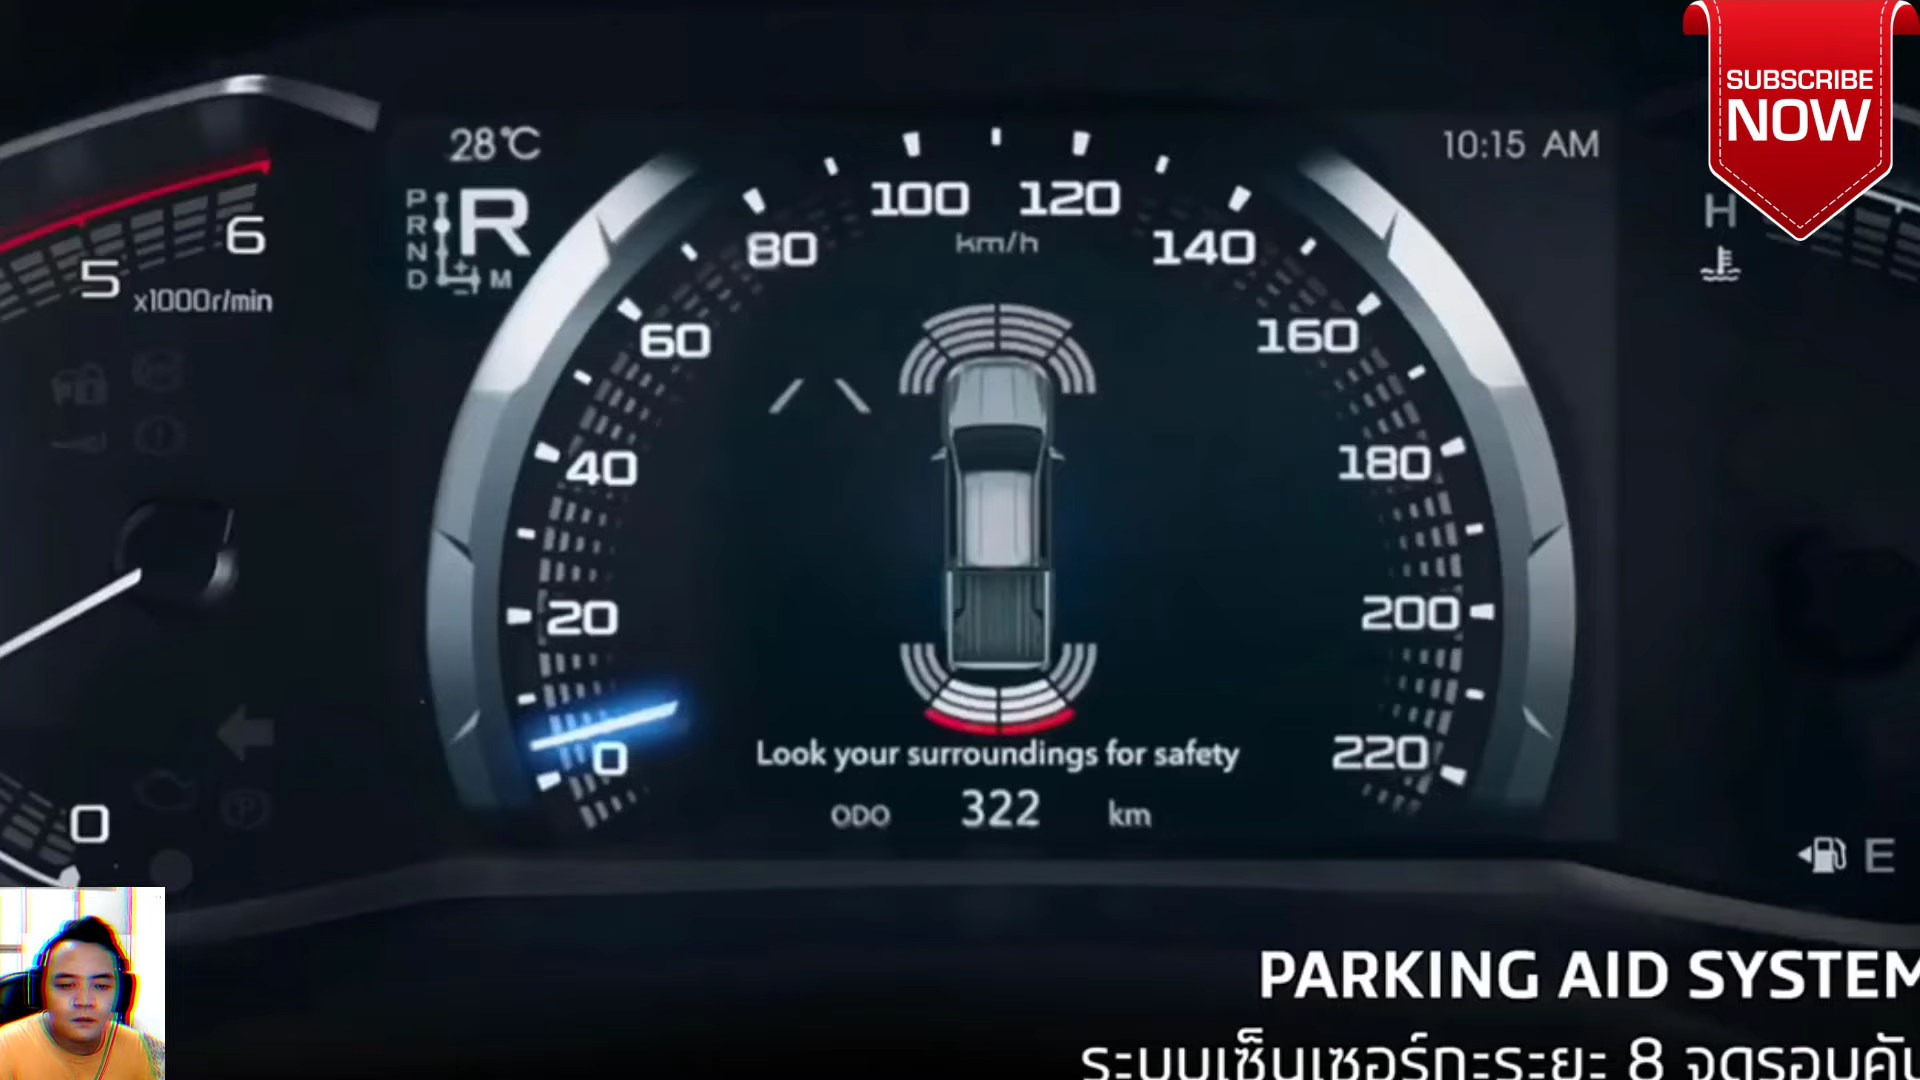 SUBSCRIBE
NOW
28°C
10:15 AM
P
R
N
D
R
+
-
M
H
6
5
x1000r/min
0
0
20
40
60
80
100
120
140
160
180
200
220
km/h
Look your surroundings for safety
ODO 322 km
E
PARKING AID SYSTEM
ระบบเซ็นเซอร์กะระยะ 8 จุดรอบคัน